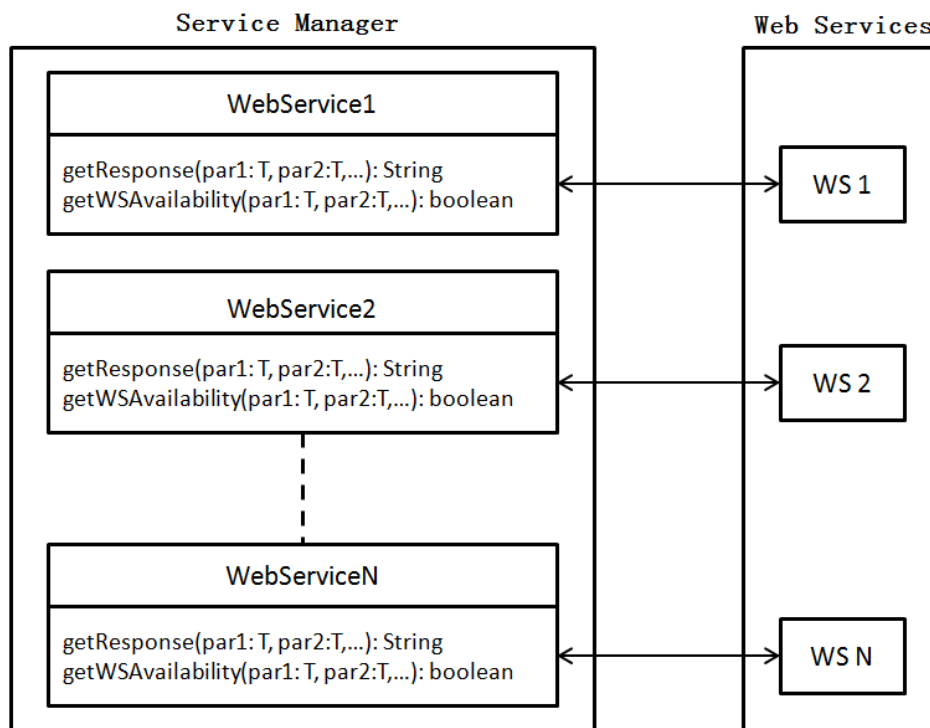 Service Manager
Web Services
WebService1
getResponse(par1: T, par2:T,...): String
getWSAvailability(par1: T, par2:T,...): boolean
WS 1
WebService2
getResponse(par1: T, par2:T,...): String
getWSAvailability(par1: T, par2:T,...): boolean
WS 2
WebServiceN
getResponse(par1: T, par2:T,...): String
getWSAvailability(par1: T, par2:T,...): boolean
WS N